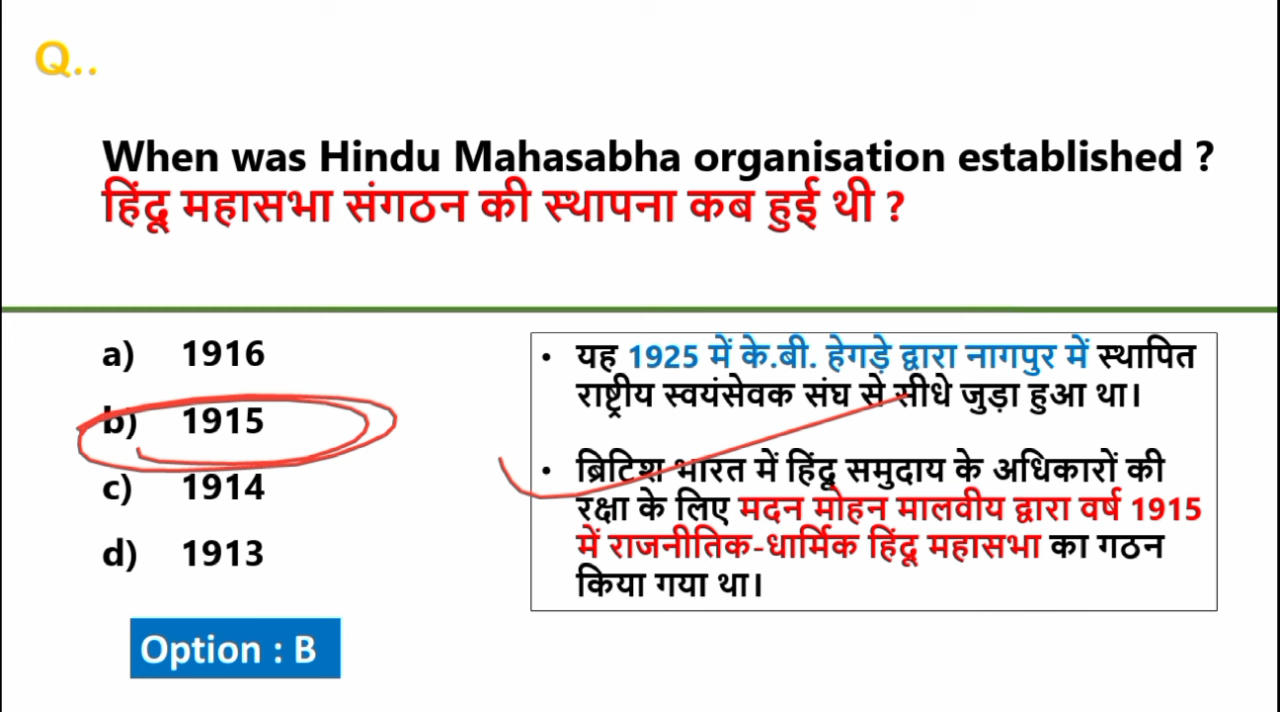 Q..
When was Hindu Mahasabha organisation established ?
हिंदू महासभा संगठन की स्थापना कब हुई थी ?
a) 1916
b) 1915
c) 1914
d) 1913
Option : B
• यह 1925 में के.बी. हेगड़े द्वारा नागपुर में स्थापित
राष्ट्रीय स्वयंसेवक संघ से सीधे जुड़ा हुआ था।
• ब्रिटिश भारत में हिंदू समुदाय के अधिकारों की
रक्षा के लिए मदन मोहन मालवीय द्वारा वर्ष 1915
में राजनीतिक-धार्मिक हिंदू महासभा का गठन
किया गया था।